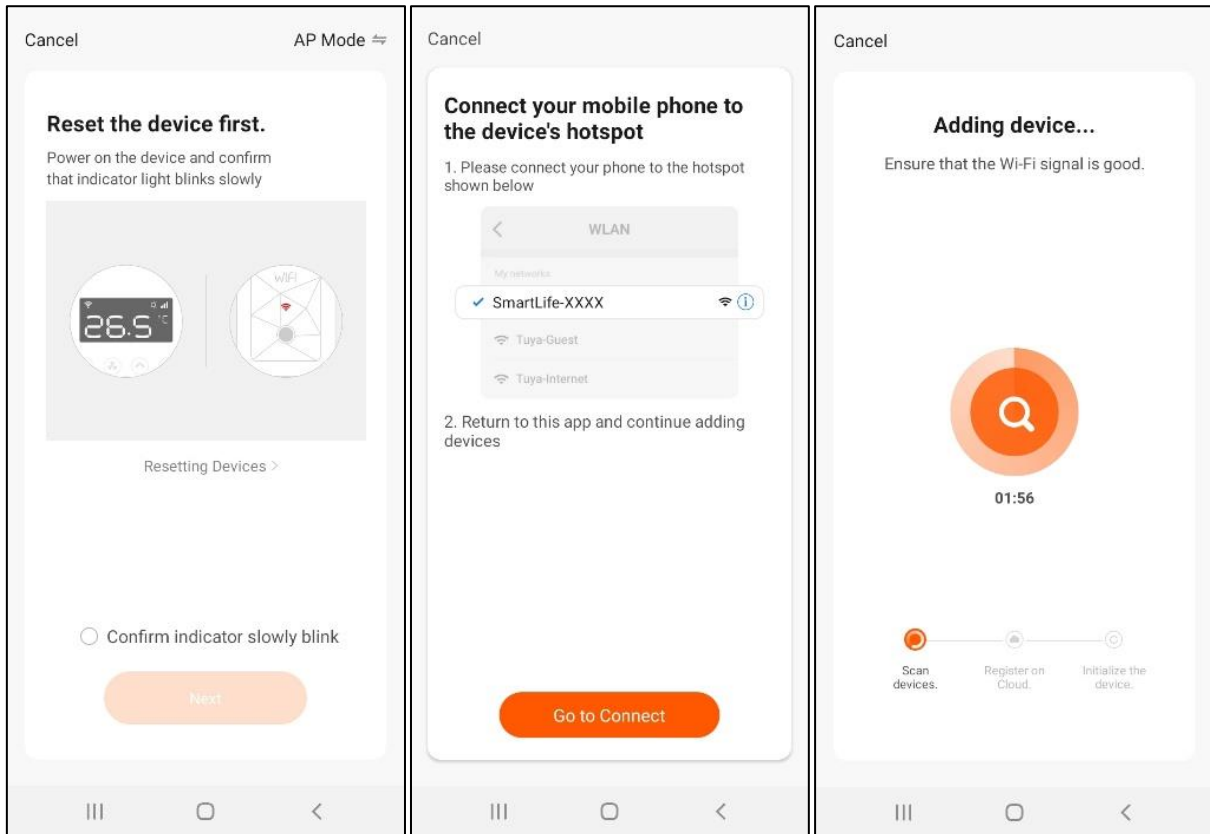 Cancel
AP Mode
Reset the device first.
Power on the device and confirm
that indicator light blinks slowly
26.5 °C
WIFI
Resetting Devices >
Confirm indicator slowly blink
Next
Cancel
Connect your mobile phone to
the device's hotspot
1. Please connect your phone to the hotspot
shown below
WLAN
My networks
SmartLife-XXXX
Tuya-Guest
Tuya-Internet
2. Return to this app and continue adding
devices
Go to Connect
Cancel
Adding device...
Ensure that the Wi-Fi signal is good.
01:56
Scan
devices.
Register on
Cloud.
Initialize the
device.